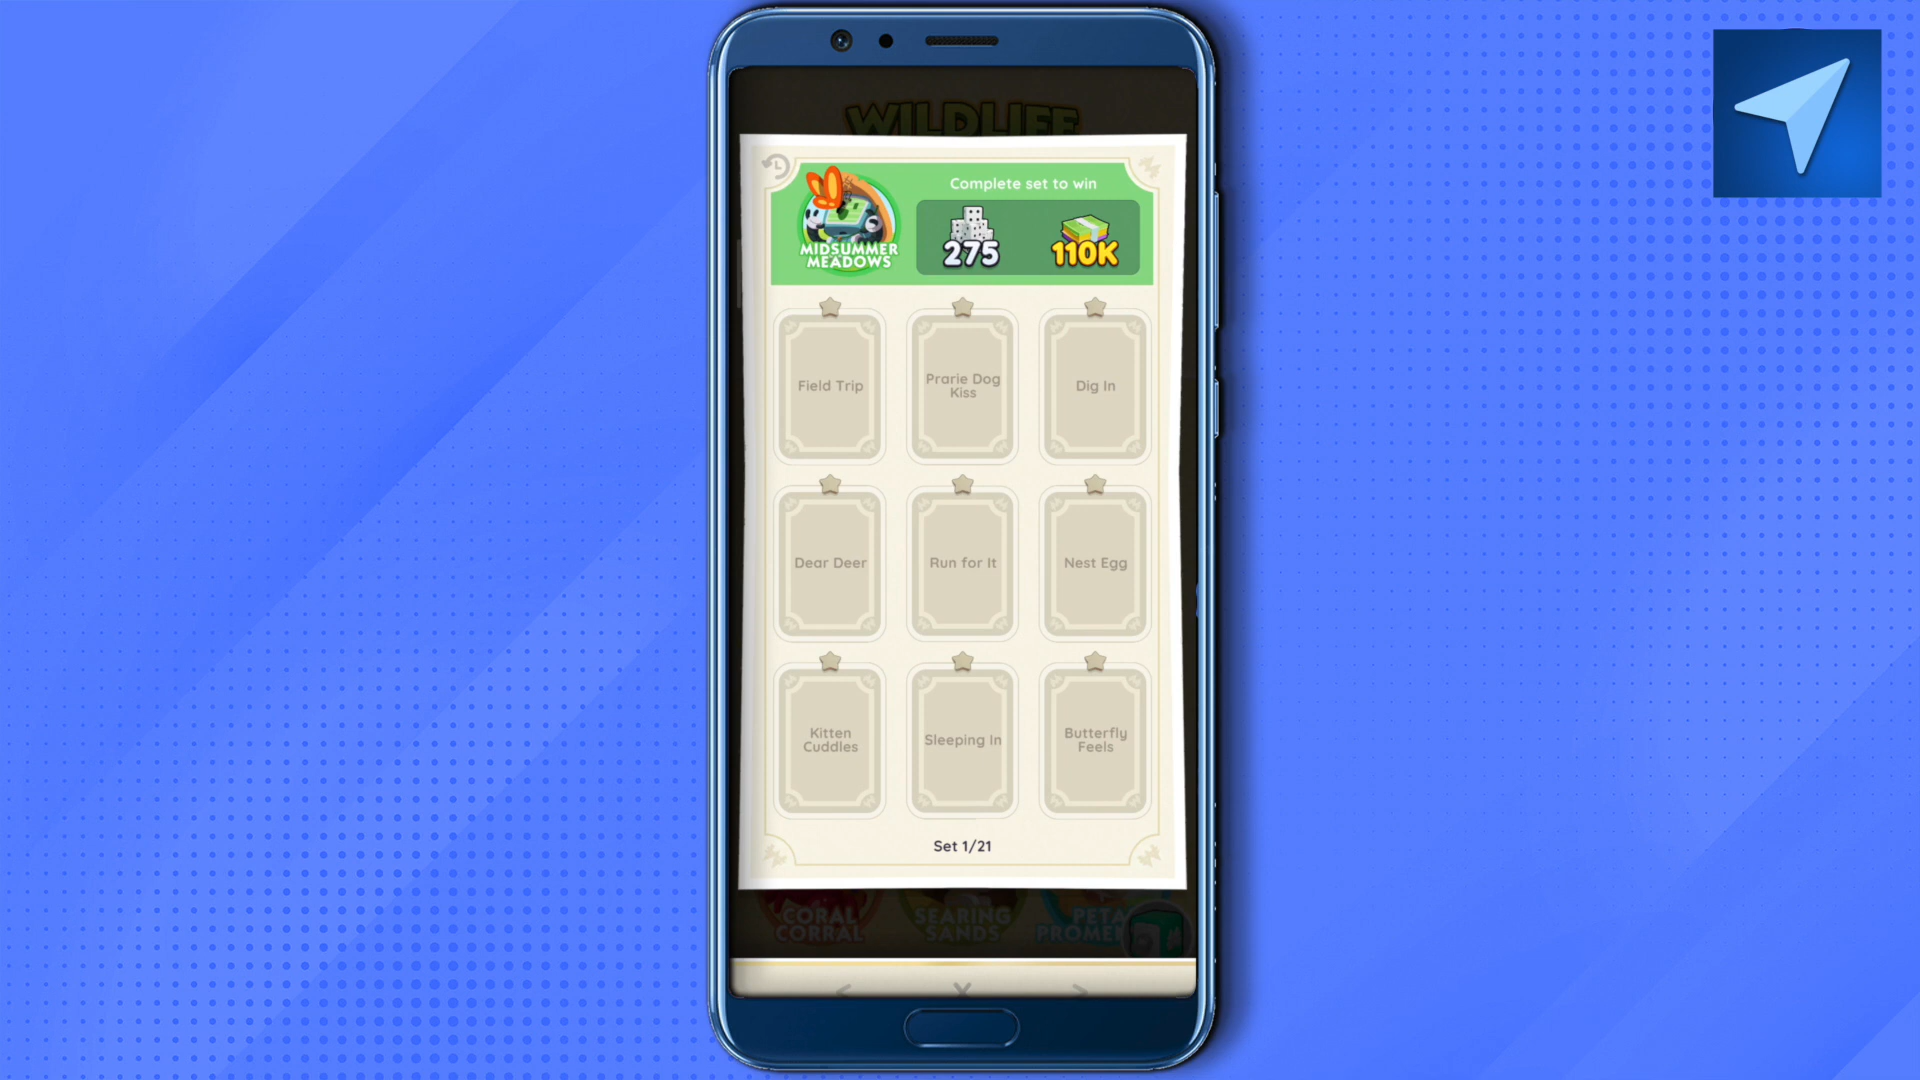 WILDLIFE
Complete set to win
MIDSUMMER
MEADOWS
275
110K
Field Trip
Prarie Dog
Kiss
Dig In
Dear Deer
Run for It
Nest Egg
Kitten
Cuddles
Sleeping In
Butterfly
Feels
Set 1/21
CORAL
CORRAL
SEARING
SANDS